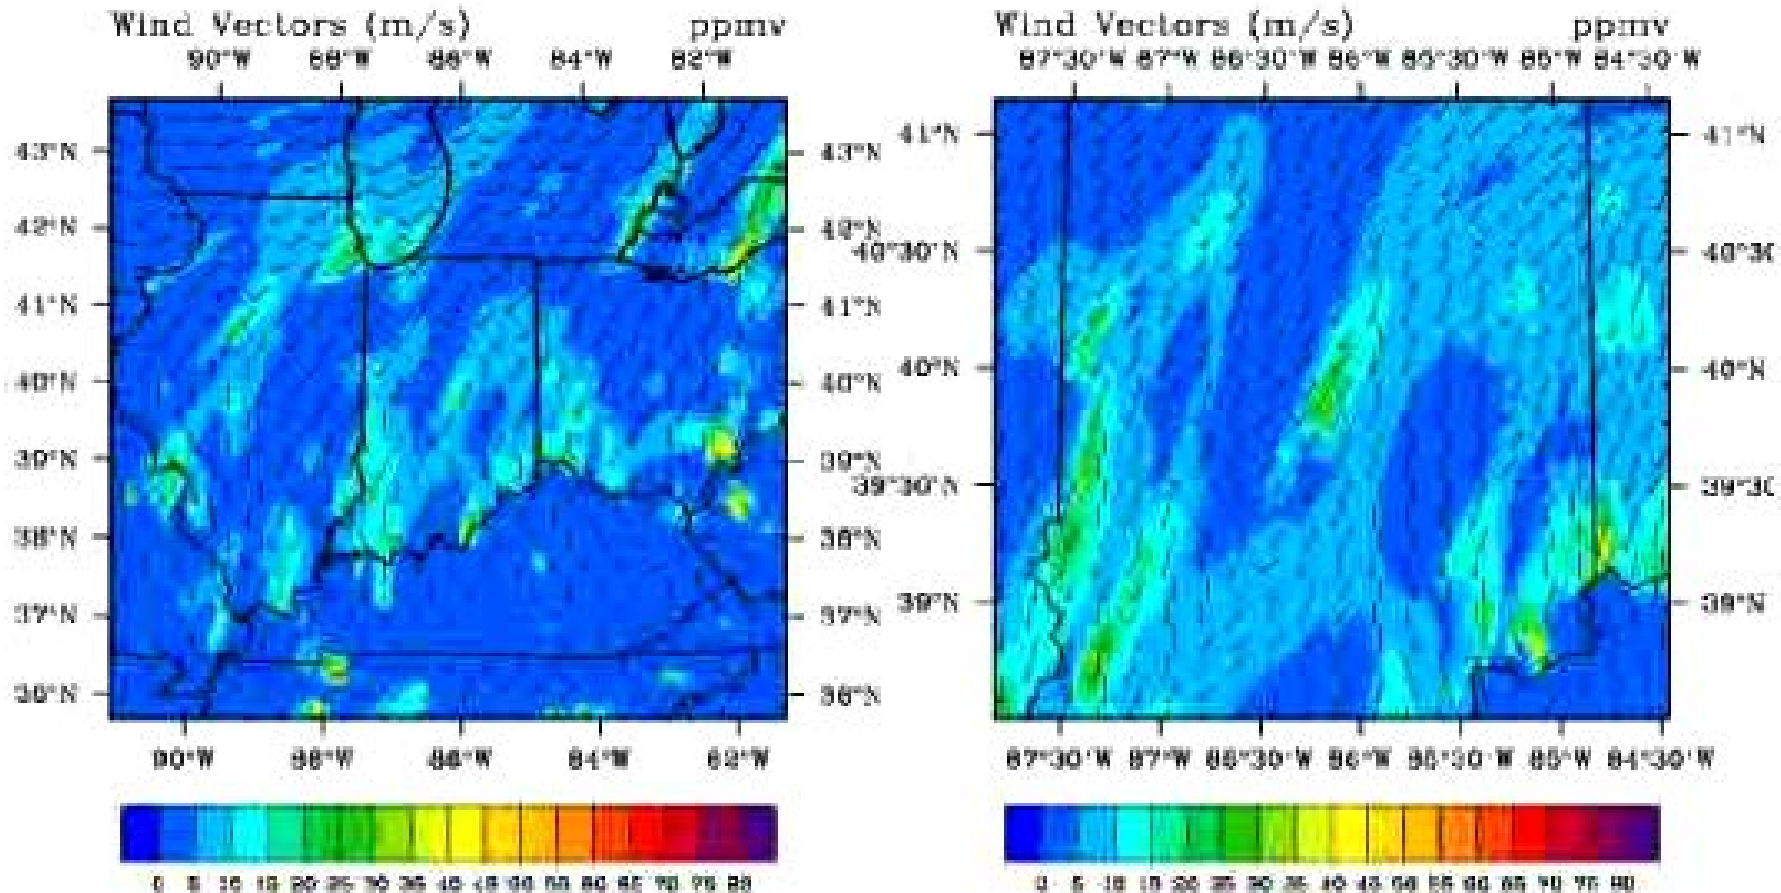 Wind Vectors (m/s) ppmv
90°W 88°W 86°W 84°W 82°W
43°N 43°N
42°N 42°N
41°N 41°N
40°N 40°N
39°N 39°N
38°N 38°N
37°N 37°N
36°N 36°N
90°W 88°W 86°W 84°W 82°W
0 5 10 15 20 25 30 35 40 45 50 55 60 65 70 75 80
Wind Vectors (m/s) ppmv
87°30'W 87°W 86°30'W 86°W 85°30'W 85°W 84°30'W
41°N 41°N
40°30'N 40°30
40°N 40°N
39°30'N 39°30
39°N 39°N
87°30'W 87°W 86°30'W 86°W 85°30'W 85°W 84°30'W
0 5 10 15 20 25 30 35 40 45 50 55 60 65 70 75 80